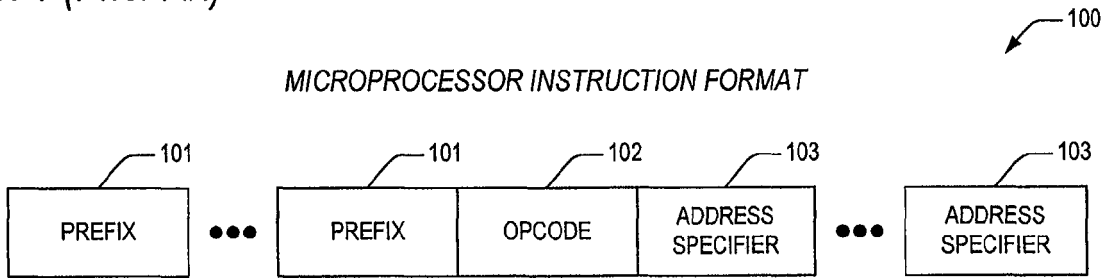 100
MICROPROCESSOR INSTRUCTION FORMAT
101 101 102 103 103
PREFIX ••• PREFIX OPCODE ADDRESS SPECIFIER ••• ADDRESS SPECIFIER